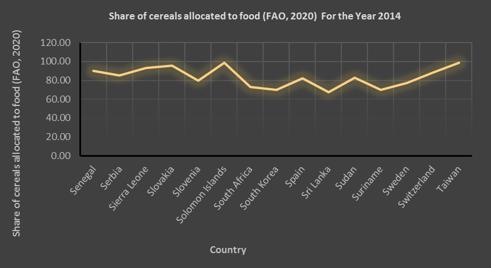 Share of cereals allocated to food (FAO, 2020) For the Year 2014
Share of cereals allocated to food (FAO, 2020)
120.00
100.00
80.00
60.00
40.00
20.00
0.00
Senegal
Serbia
Sierra Leone
Slovakia
Slovenia
Solomon Islands
South Africa
South Korea
Spain
Sri Lanka
Sudan
Suriname
Sweden
Switzerland
Taiwan
Country